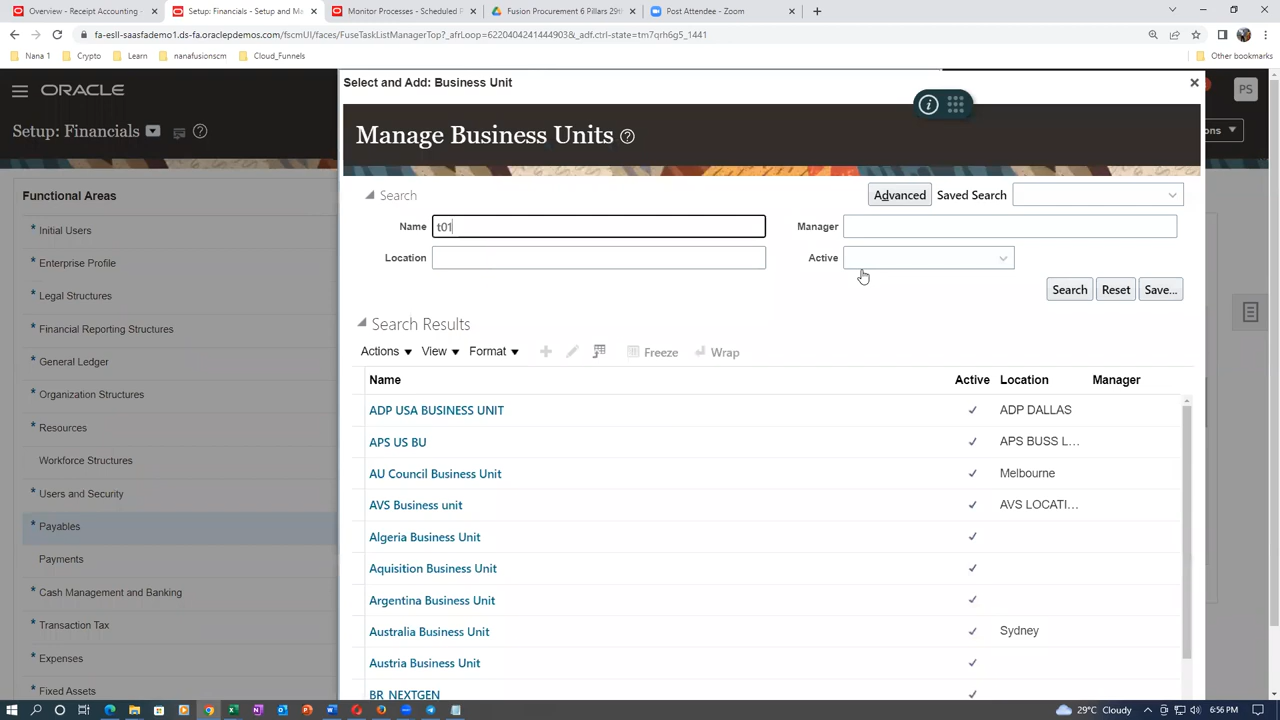 Overview - Receipt Accounting -
Setup: Financials - Setup and Ma
Monitor Processes - Scheduled P
Fusion Procurement 6 Pillars 29th
Post Attendee - Zoom
fa-esll-saasfademo1.ds-fa.oraclepdemos.com/fscmUI/faces/FuseTaskListManagerTop?_afrLoop=6220404241444903&_adf.ctrl-state=tm7qrh6g5_1441
Nana 1
Crypto
Learn
nanafusionscm
Cloud_Funnels
Other bookmarks
Select and Add: Business Unit
ORACLE
PS
Setup: Financials
ons
Manage Business Units
Functional Areas
* Initial Users
* Enterprise Profile
* Legal Structures
* Financial Reporting Structures
* General Ledger
* Organization Structures
* Resources
Workforce Structures
* Users and Security
* Payables
Payments
* Cash Management and Banking
* Transaction Tax
* Expenses
* Fixed Assets
Search
Advanced
Saved Search
Name
t01
Manager
Location
Active
Search
Reset
Save...
Search Results
Actions
View
Format
Freeze
Wrap
Name
Active
Location
Manager
ADP USA BUSINESS UNIT
ADP DALLAS
APS US BU
APS BUSS L...
AU Council Business Unit
Melbourne
AVS Business unit
AVS LOCATI...
Algeria Business Unit
Aquisition Business Unit
Argentina Business Unit
Australia Business Unit
Sydney
Austria Business Unit
BR_NEXTGEN
29°C Cloudy
6:56 PM